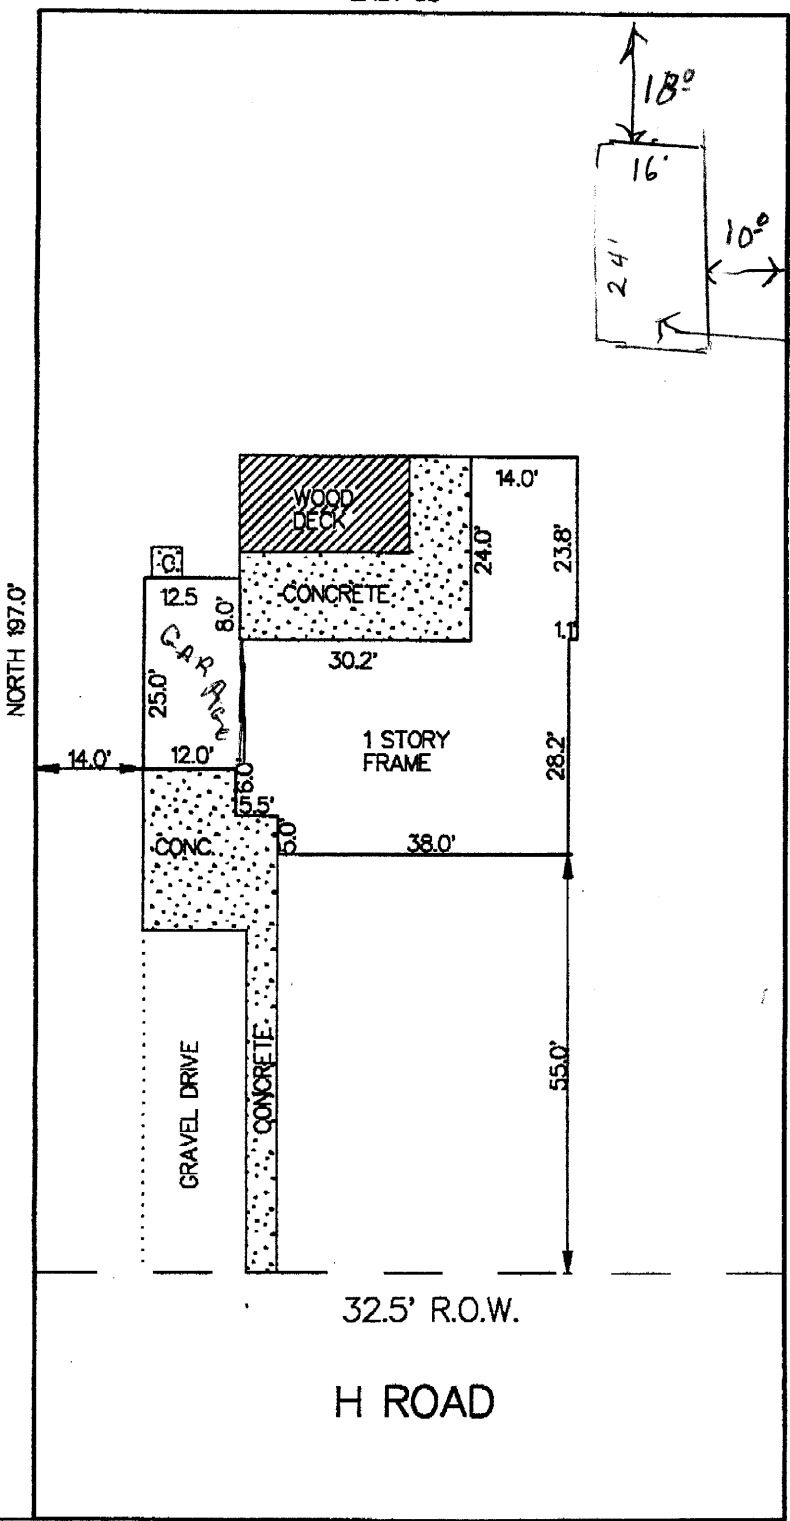 18⁰
16'
24'
10⁰
14.0'
WOOD
DECK
24.0'
23.8'
C.
CONCRETE
12.5
8.0'
30.2'
1.1
NORTH 197.0'
GARAGE
25.0'
1 STORY
FRAME
28.2'
14.0'
12.0'
6.0
5.5'
5.0'
CONC.
38.0'
GRAVEL DRIVE
CONCRETE
55.0'
32.5' R.O.W.
H ROAD